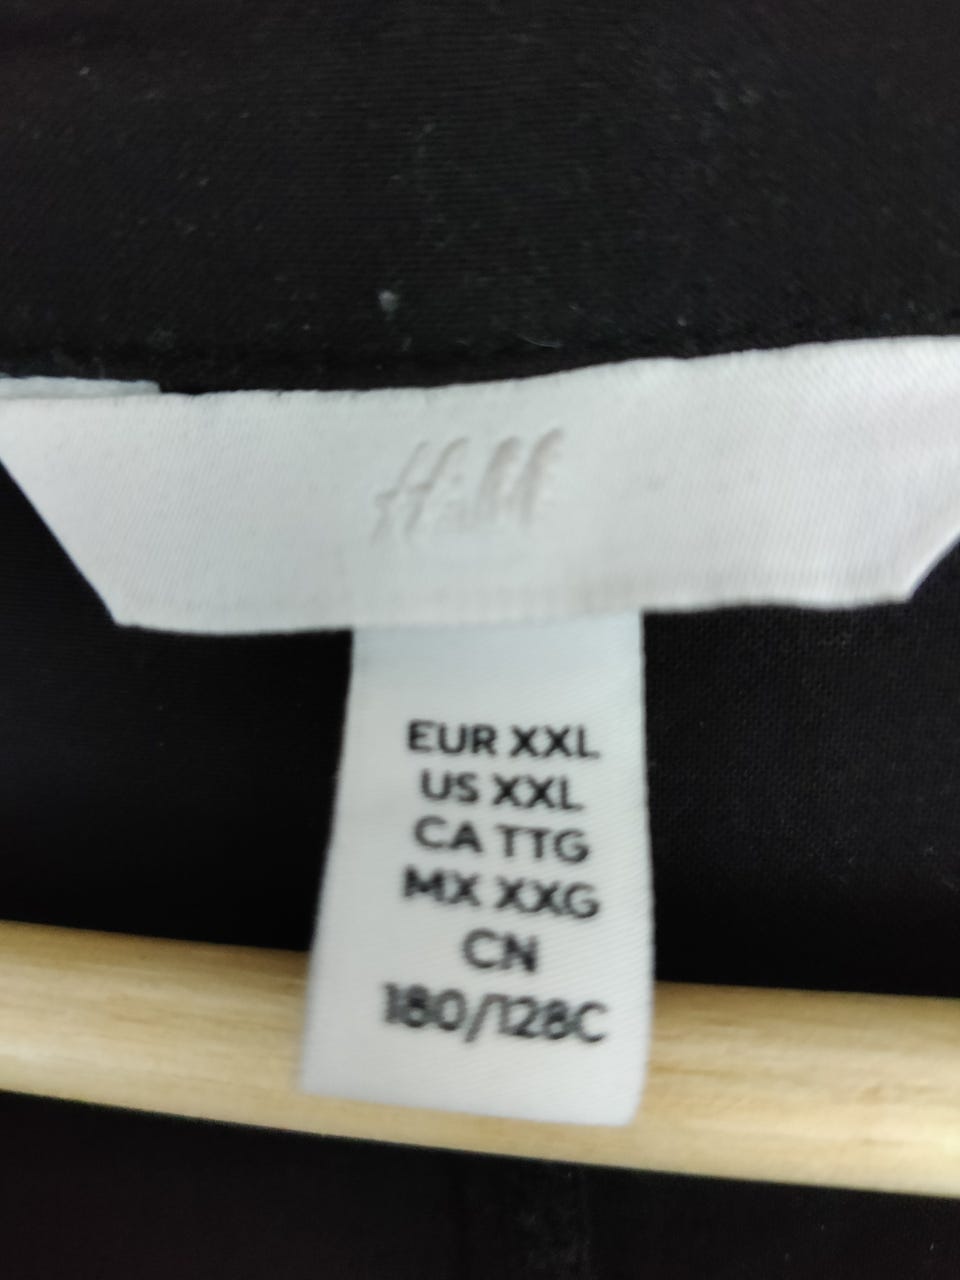 H&M
EUR XXL
US XXL
CA TTG
MX XXG
CN
180/128C